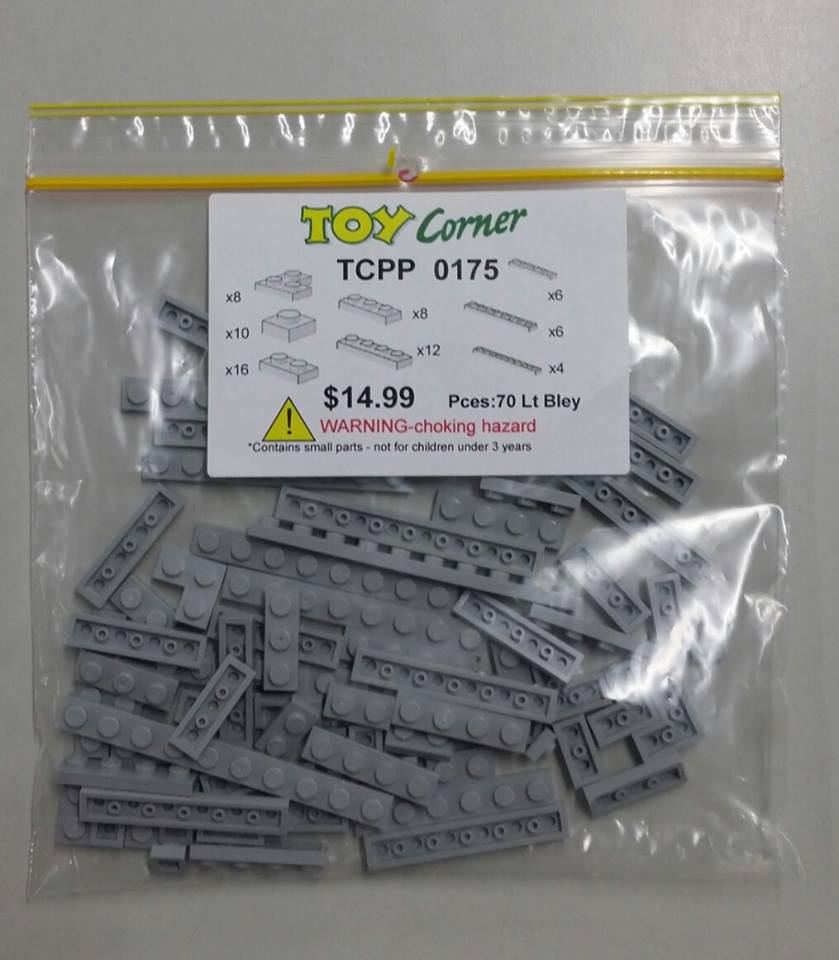 TOY Corner
TCPP 0175
x8
x10
x16
x8
x12
x6
x6
x4
$14.99 Pces:70 Lt Bley
WARNING-choking hazard
*Contains small parts - not for children under 3 years